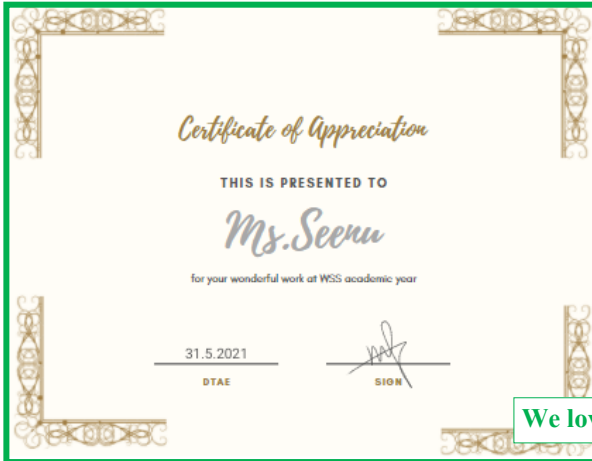 Certificate of Appreciation
THIS IS PRESENTED TO
Ms.Seenu
for your wonderful work at WSS academic year
31.5.2021
DTAE
SIGN
We